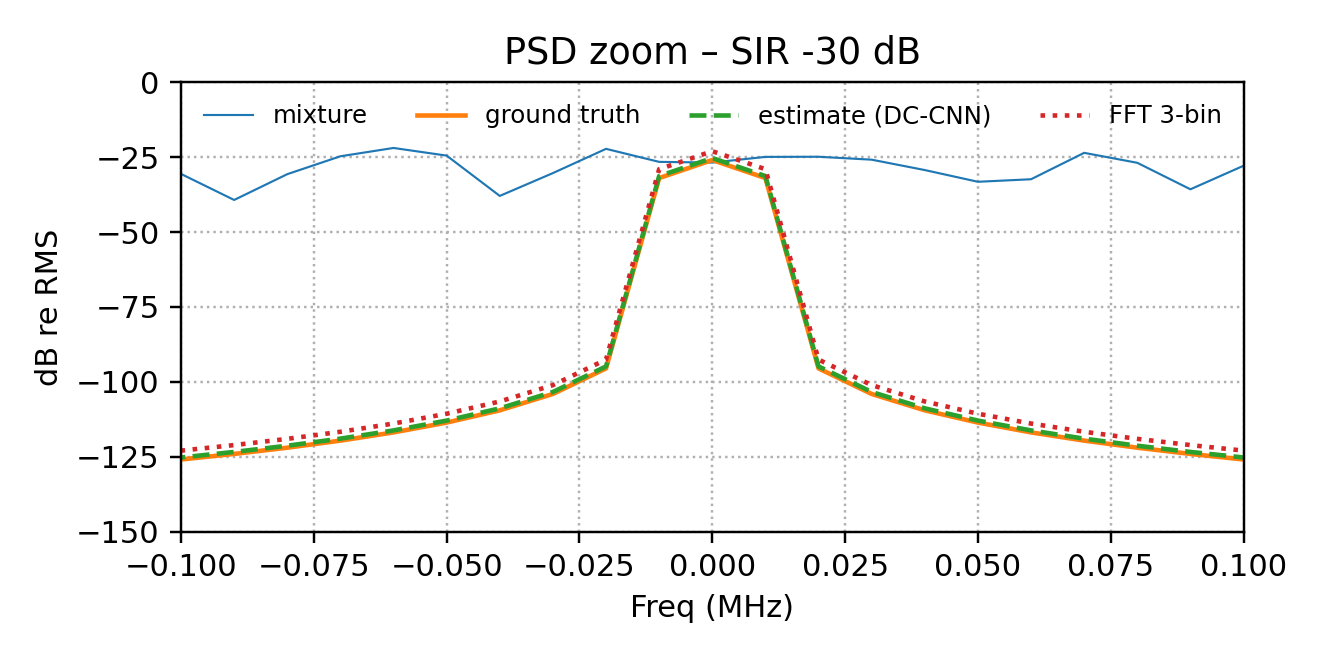 PSD zoom – SIR -30 dB
mixture ground truth estimate (DC-CNN) FFT 3-bin
0
−25
−50
−75
−100
−125
−150
dB re RMS
−0.100 −0.075 −0.050 −0.025 0.000 0.025 0.050 0.075 0.100
Freq (MHz)